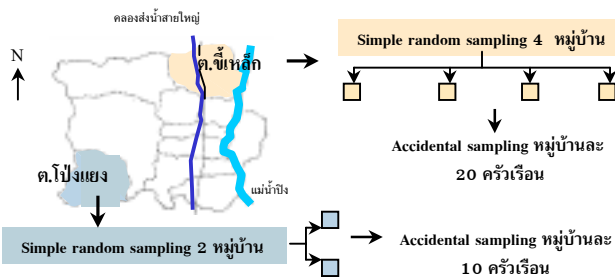 คลองส่งน้ำสายใหญ่
N
ต.ขี้เหล็ก
Simple random sampling 4 หมู่บ้าน
Accidental sampling หมู่บ้านละ
20 ครัวเรือน
ต.โป่งแยง
แม่น้ำปิง
Simple random sampling 2 หมู่บ้าน
Accidental sampling หมู่บ้านละ
10 ครัวเรือน